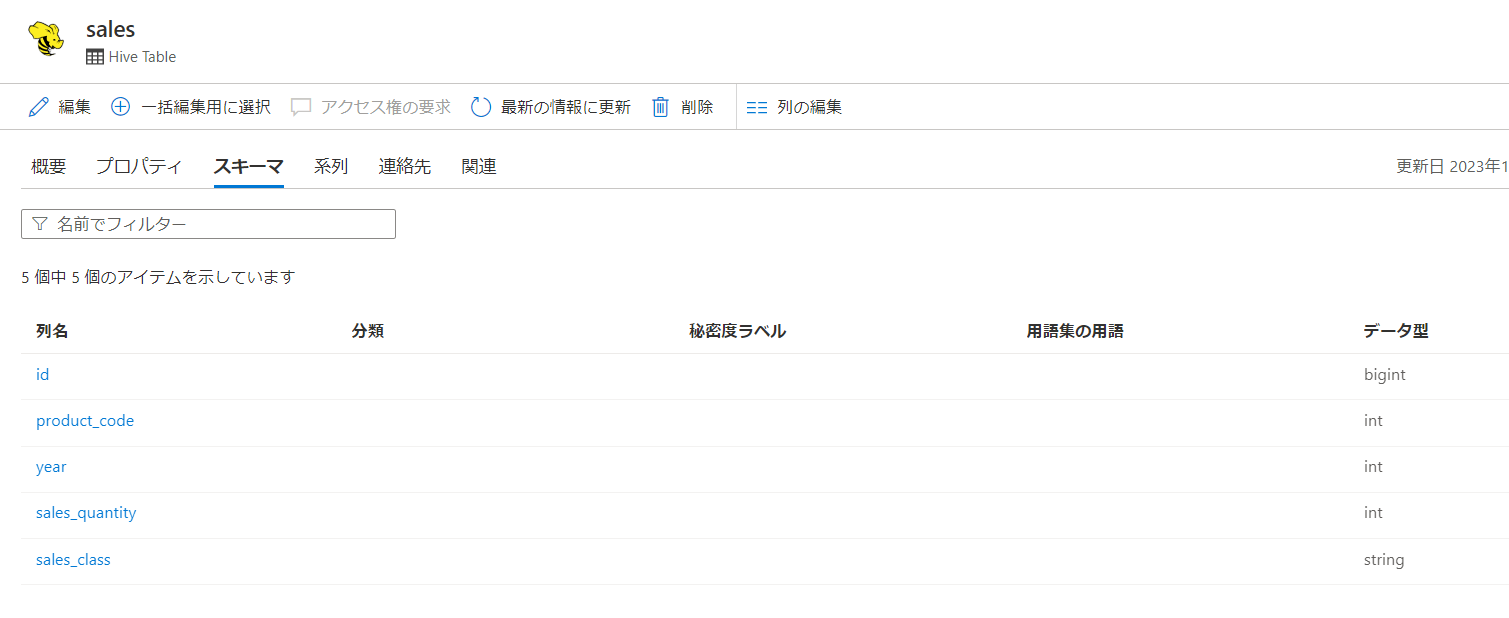 sales
Hive Table
編集 一括編集用に選択 アクセス権の要求 最新の情報に更新 削除 列の編集
概要 プロパティ スキーマ 系列 連絡先 関連 更新日 2023年1
名前でフィルター
5 個中 5 個のアイテムを示しています
列名 分類 秘密度ラベル 用語集の用語 データ型
id bigint
product_code int
year int
sales_quantity int
sales_class string